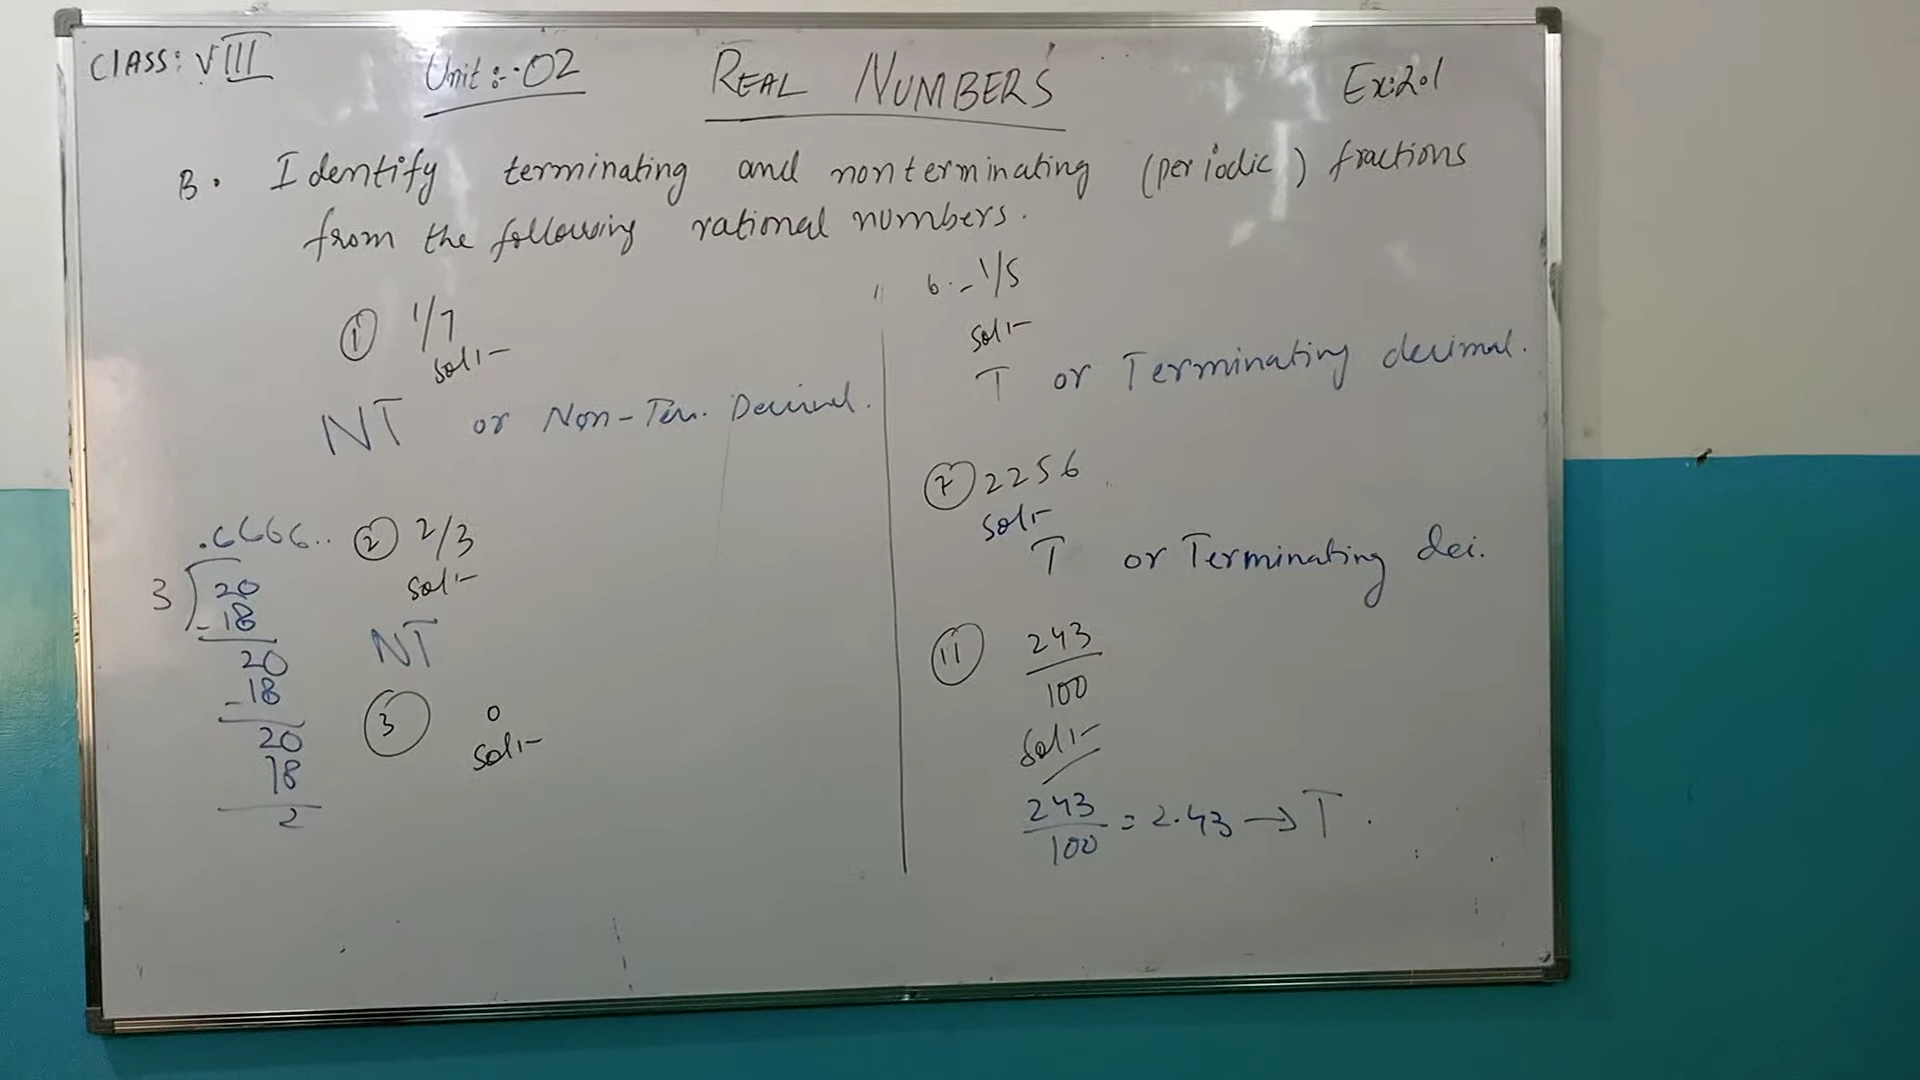 CLASS: VIII
Unit:-02
REAL NUMBERS
Ex:2.1
B. Identify terminating and nonterminating (periodic) fractions
from the following rational numbers.
① 1/7
Sol:-
NT or Non-Ter. Decimal.
.6666..
② 2/3
Sol:-
3
20
-18
20
-18
20
18
2
NT
③ 0
Sol:-
6. -1/5
Sol:-
T or Terminating decimal.
⑦ 2256
Sol:-
T or Terminating dei.
⑪ 243
100
Sol:-
243
100
= 2.43 → T.